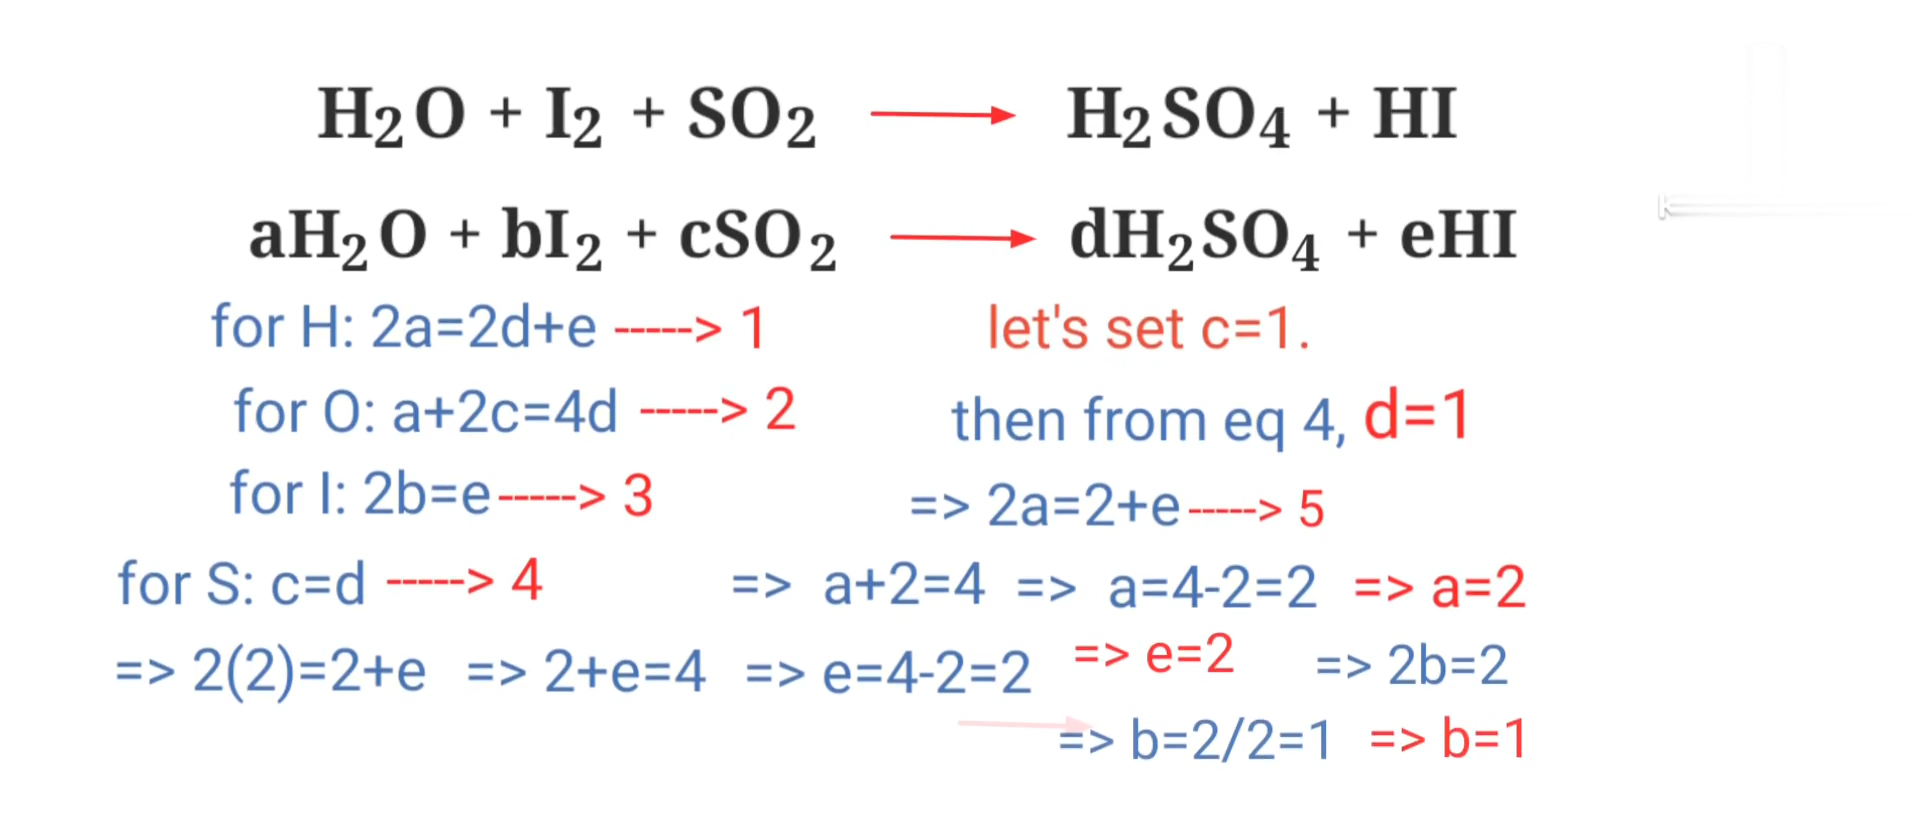 H₂O + I₂ + SO₂ → H₂SO₄ + HI
aH₂O + bI₂ + cSO₂ → dH₂SO₄ + eHI
for H: 2a=2d+e -----> 1
for O: a+2c=4d -----> 2
for I: 2b=e-----> 3
for S: c=d -----> 4
let's set c=1.
then from eq 4, d=1
=> 2a=2+e-----> 5
=> a+2=4 => a=4-2=2 => a=2
=> 2(2)=2+e => 2+e=4 => e=4-2=2 => e=2 => 2b=2
=> b=2/2=1 => b=1